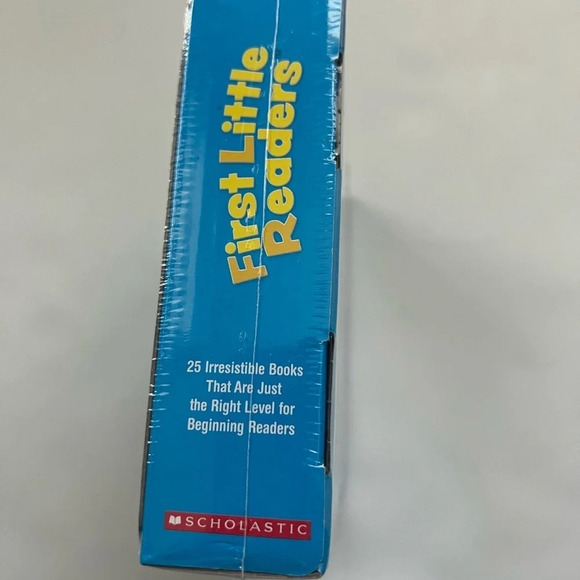 First Little
Readers
25 Irresistible Books
That Are Just
the Right Level for
Beginning Readers
SCHOLASTIC